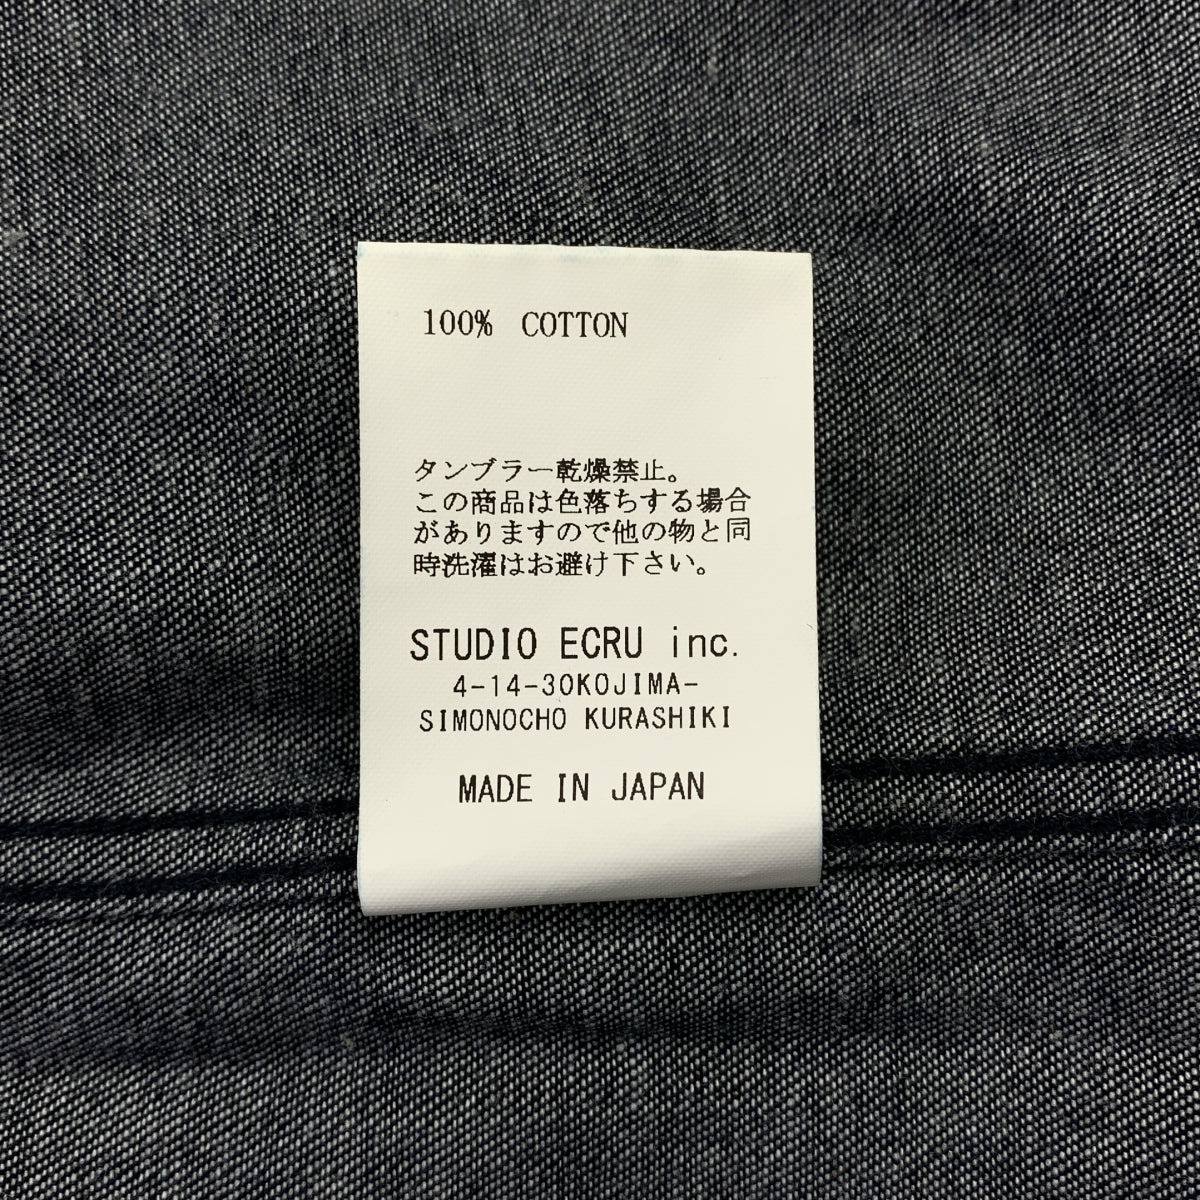 100% COTTON
タンブラー乾燥禁止。
この商品は色落ちする場合
がありますので他の物と同
時洗濯はお避け下さい。
STUDIO ECRU inc.
4-14-30KOJIMA-
SIMONOCHO KURASHIKI
MADE IN JAPAN